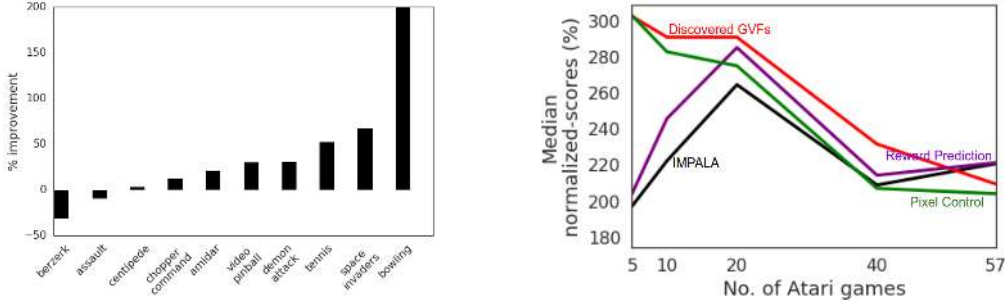 200
150
100
50
0
−50
% improvement
berzerk
assault
centipede
chopper
command
amidar
video
pinball
demon
attack
tennis
space
invaders
bowling
300
280
260
240
220
200
180
Median
normalized-scores (%)
Discovered GVFs
IMPALA
Reward Prediction
Pixel Control
5
10
20
40
57
No. of Atari games